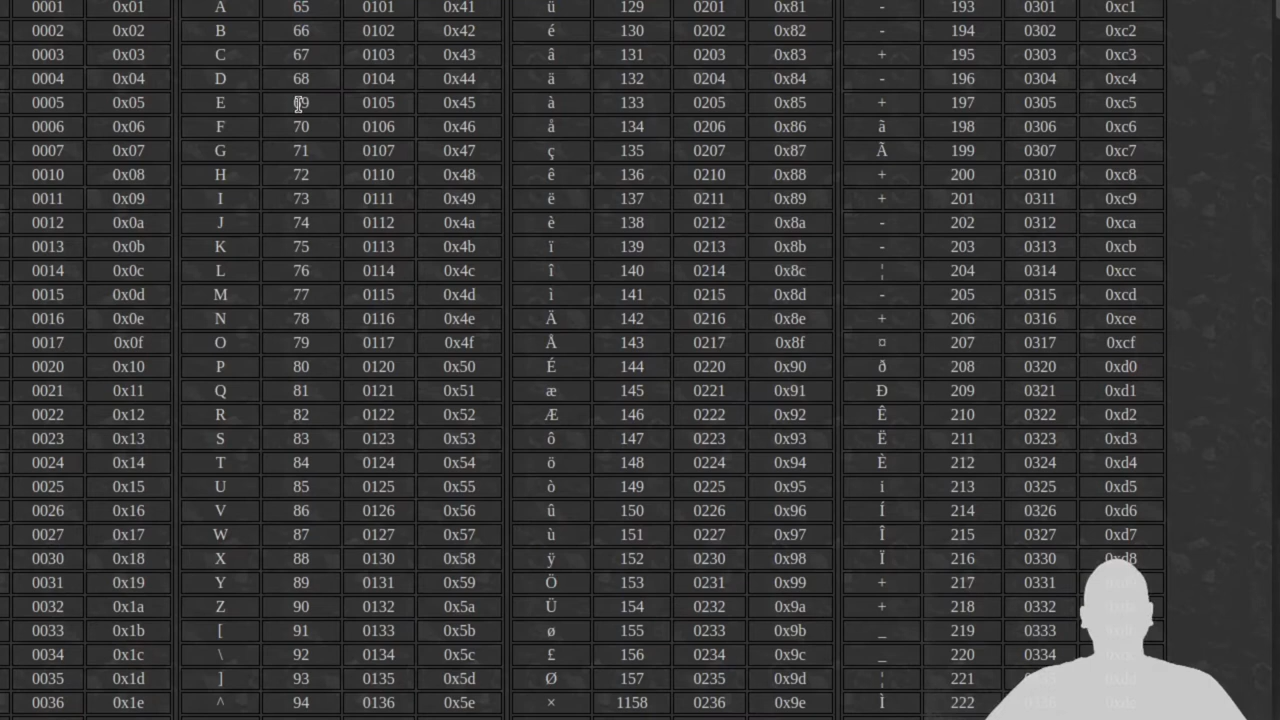 0001 0x01 A 65 0101 0x41 ü 129 0201 0x81 - 193 0301 0xc1
0002 0x02 B 66 0102 0x42 é 130 0202 0x82 - 194 0302 0xc2
0003 0x03 C 67 0103 0x43 â 131 0203 0x83 + 195 0303 0xc3
0004 0x04 D 68 0104 0x44 ä 132 0204 0x84 - 196 0304 0xc4
0005 0x05 E 0105 0x45 à 133 0205 0x85 + 197 0305 0xc5
0006 0x06 F 70 0106 0x46 å 134 0206 0x86 ã 198 0306 0xc6
0007 0x07 G 71 0107 0x47 ç 135 0207 0x87 Ã 199 0307 0xc7
0010 0x08 H 72 0110 0x48 ê 136 0210 0x88 + 200 0310 0xc8
0011 0x09 I 73 0111 0x49 ë 137 0211 0x89 + 201 0311 0xc9
0012 0x0a J 74 0112 0x4a è 138 0212 0x8a - 202 0312 0xca
0013 0x0b K 75 0113 0x4b ï 139 0213 0x8b - 203 0313 0xcb
0014 0x0c L 76 0114 0x4c î 140 0214 0x8c ¦ 204 0314 0xcc
0015 0x0d M 77 0115 0x4d ì 141 0215 0x8d - 205 0315 0xcd
0016 0x0e N 78 0116 0x4e Ä 142 0216 0x8e + 206 0316 0xce
0017 0x0f O 79 0117 0x4f Å 143 0217 0x8f ¤ 207 0317 0xcf
0020 0x10 P 80 0120 0x50 É 144 0220 0x90 ð 208 0320 0xd0
0021 0x11 Q 81 0121 0x51 æ 145 0221 0x91 Ð 209 0321 0xd1
0022 0x12 R 82 0122 0x52 Æ 146 0222 0x92 Ê 210 0322 0xd2
0023 0x13 S 83 0123 0x53 ô 147 0223 0x93 Ë 211 0323 0xd3
0024 0x14 T 84 0124 0x54 ö 148 0224 0x94 È 212 0324 0xd4
0025 0x15 U 85 0125 0x55 ò 149 0225 0x95 i 213 0325 0xd5
0026 0x16 V 86 0126 0x56 û 150 0226 0x96 Í 214 0326 0xd6
0027 0x17 W 87 0127 0x57 ù 151 0227 0x97 Î 215 0327 0xd7
0030 0x18 X 88 0130 0x58 ÿ 152 0230 0x98 Ï 216 0330 0xd8
0031 0x19 Y 89 0131 0x59 Ö 153 0231 0x99 + 217 0331
0032 0x1a Z 90 0132 0x5a Ü 154 0232 0x9a + 218 0332
0033 0x1b [ 91 0133 0x5b ø 155 0233 0x9b _ 219 0333
0034 0x1c \ 92 0134 0x5c £ 156 0234 0x9c _ 220 0334
0035 0x1d ] 93 0135 0x5d Ø 157 0235 0x9d ¦ 221
0036 0x1e ^ 94 0136 0x5e × 1158 0236 0x9e Ì 222